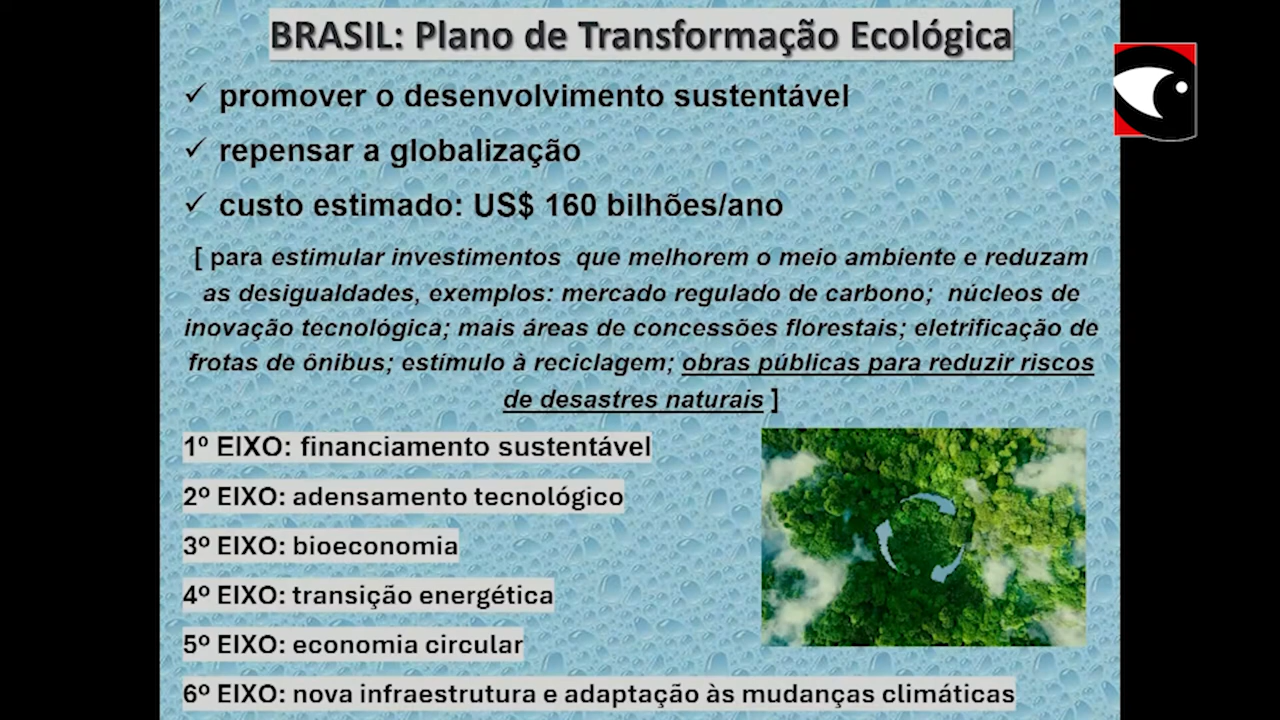 BRASIL: Plano de Transformação Ecológica
✓ promover o desenvolvimento sustentável
✓ repensar a globalização
✓ custo estimado: US$ 160 bilhões/ano
[ para estimular investimentos que melhorem o meio ambiente e reduzam
as desigualdades, exemplos: mercado regulado de carbono; núcleos de
inovação tecnológica; mais áreas de concessões florestais; eletrificação de
frotas de ônibus; estímulo à reciclagem; obras públicas para reduzir riscos
de desastres naturais ]
1º EIXO: financiamento sustentável
2º EIXO: adensamento tecnológico
3º EIXO: bioeconomia
4º EIXO: transição energética
5º EIXO: economia circular
6º EIXO: nova infraestrutura e adaptação às mudanças climáticas